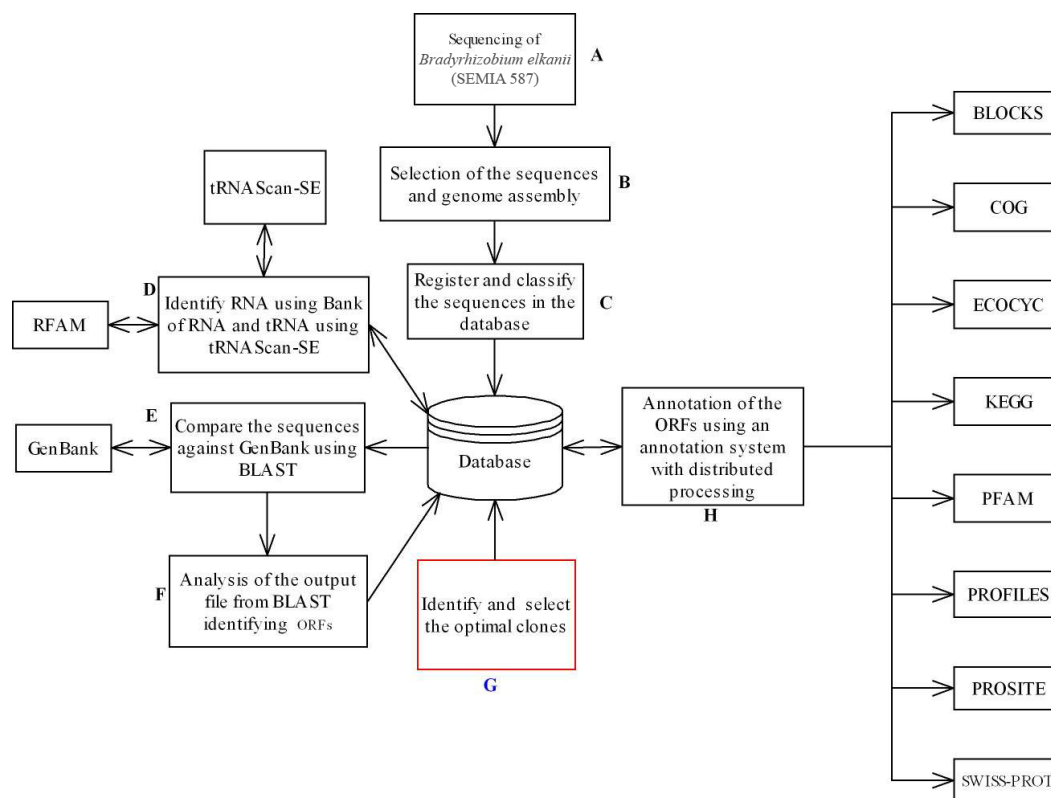 Sequencing of
Bradyrhizobium elkanii
(SEMIA 587)
A
Selection of the sequences
and genome assembly
B
Register and classify
the sequences in the
database
C
tRNAScan-SE
D
Identify RNA using Bank
of RNA and tRNA using
tRNAScan-SE
RFAM
E
Compare the sequences
against GenBank using
BLAST
GenBank
F
Analysis of the output
file from BLAST
identifying ORFs
Database
Identify and select
the optimal clones
G
Annotation of the
ORFs using an
annotation system
with distributed
processing
H
BLOCKS
COG
ECOCYC
KEGG
PFAM
PROFILES
PROSITE
SWISS-PROT